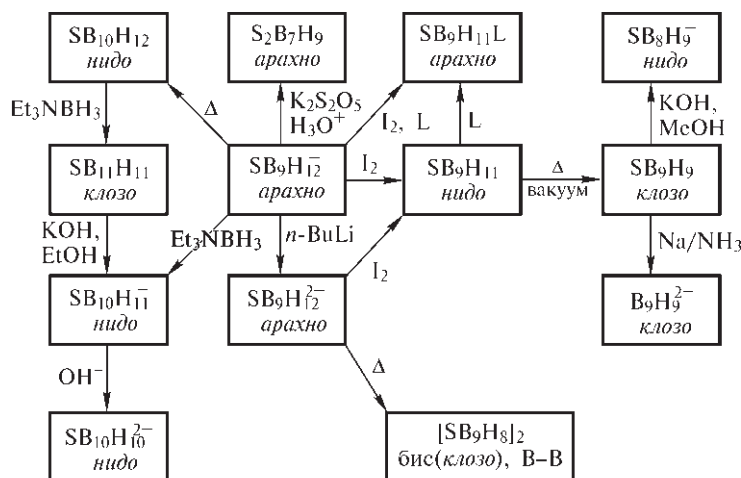 SB₁₀H₁₂
нидо
S₂B₇H₉
арахно
SB₉H₁₁L
арахно
SB₈H₉⁻
нидо
Et₃NBH₃
Δ
K₂S₂O₅
H₃O⁺
I₂, L
L
KOH,
MeOH
SB₁₁H₁₁
клозо
SB₉H₁₂⁻
арахно
I₂
SB₉H₁₁
нидо
Δ
вакуум
SB₉H₉
клозо
KOH,
EtOH
Et₃NBH₃
n-BuLi
I₂
Na/NH₃
SB₁₀H₁₁⁻
нидо
SB₉H₁₂²⁻
арахно
B₉H₉²⁻
клозо
OH⁻
Δ
SB₁₀H₁₀²⁻
нидо
[SB₉H₈]₂
бис(клозо), B–B